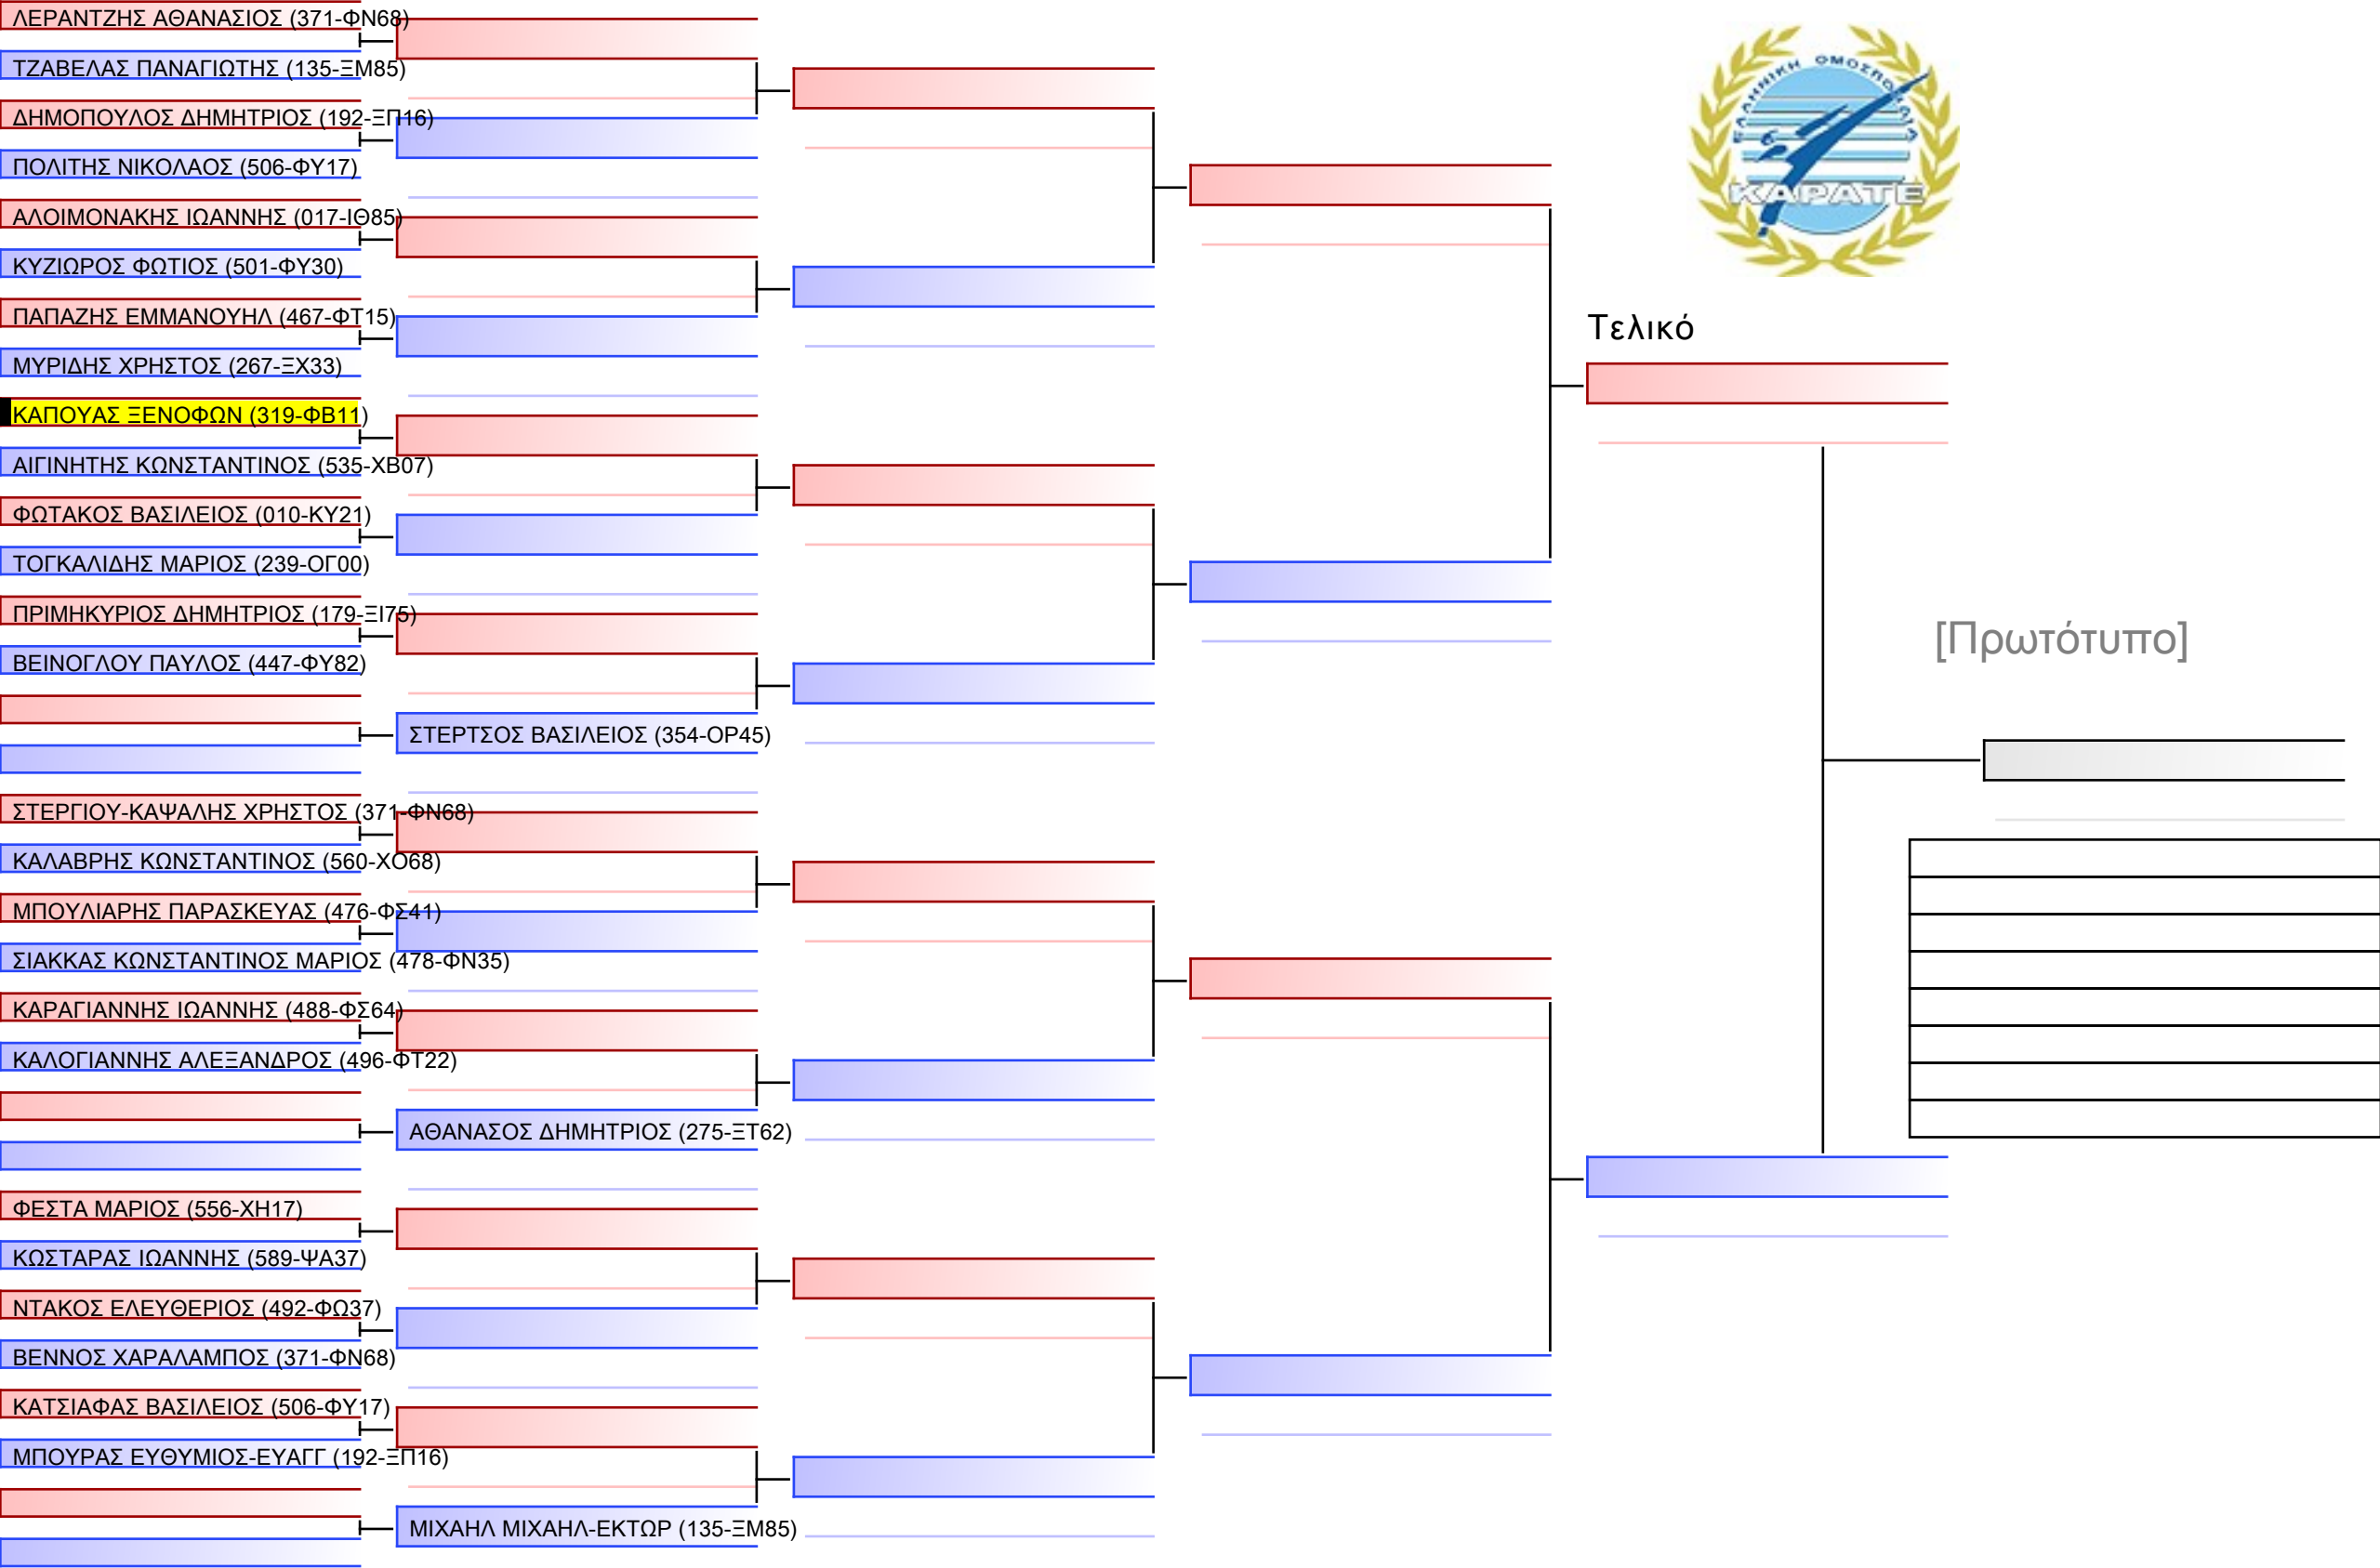 ΛΕΡΑΝΤΖΗΣ ΑΘΑΝΑΣΙΟΣ (371-ΦΝ68)
ΤΖΑΒΕΛΑΣ ΠΑΝΑΓΙΩΤΗΣ (135-ΞΜ85)
ΔΗΜΟΠΟΥΛΟΣ ΔΗΜΗΤΡΙΟΣ (192-ΞΠ16)
ΠΟΛΙΤΗΣ ΝΙΚΟΛΑΟΣ (506-ΦΥ17)
ΑΛΟΙΜΟΝΑΚΗΣ ΙΩΑΝΝΗΣ (017-ΙΘ85)
ΚΥΖΙΩΡΟΣ ΦΩΤΙΟΣ (501-ΦΥ30)
ΠΑΠΑΖΗΣ ΕΜΜΑΝΟΥΗΛ (467-ΦΤ15)
ΜΥΡΙΔΗΣ ΧΡΗΣΤΟΣ (267-ΞΧ33)
ΚΑΠΟΥΑΣ ΞΕΝΟΦΩΝ (319-ΦΒ11)
ΑΙΓΙΝΗΤΗΣ ΚΩΝΣΤΑΝΤΙΝΟΣ (535-ΧΒ07)
ΦΩΤΑΚΟΣ ΒΑΣΙΛΕΙΟΣ (010-ΚΥ21)
ΤΟΓΚΑΛΙΔΗΣ ΜΑΡΙΟΣ (239-ΟΓ00)
ΠΡΙΜΗΚΥΡΙΟΣ ΔΗΜΗΤΡΙΟΣ (179-ΞΙ75)
ΒΕΙΝΟΓΛΟΥ ΠΑΥΛΟΣ (447-ΦΥ82)
ΣΤΕΡΤΣΟΣ ΒΑΣΙΛΕΙΟΣ (354-ΟΡ45)
ΣΤΕΡΓΙΟΥ-ΚΑΨΑΛΗΣ ΧΡΗΣΤΟΣ (371-ΦΝ68)
ΚΑΛΑΒΡΗΣ ΚΩΝΣΤΑΝΤΙΝΟΣ (560-ΧΟ68)
ΜΠΟΥΛΙΑΡΗΣ ΠΑΡΑΣΚΕΥΑΣ (476-ΦΣ41)
ΣΙΑΚΚΑΣ ΚΩΝΣΤΑΝΤΙΝΟΣ ΜΑΡΙΟΣ (478-ΦΝ35)
ΚΑΡΑΓΙΑΝΝΗΣ ΙΩΑΝΝΗΣ (488-ΦΣ64)
ΚΑΛΟΓΙΑΝΝΗΣ ΑΛΕΞΑΝΔΡΟΣ (496-ΦΤ22)
ΑΘΑΝΑΣΟΣ ΔΗΜΗΤΡΙΟΣ (275-ΞΤ62)
ΦΕΣΤΑ ΜΑΡΙΟΣ (556-ΧΗ17)
ΚΩΣΤΑΡΑΣ ΙΩΑΝΝΗΣ (589-ΨΑ37)
ΝΤΑΚΟΣ ΕΛΕΥΘΕΡΙΟΣ (492-ΦΩ37)
ΒΕΝΝΟΣ ΧΑΡΑΛΑΜΠΟΣ (371-ΦΝ68)
ΚΑΤΣΙΑΦΑΣ ΒΑΣΙΛΕΙΟΣ (506-ΦΥ17)
ΜΠΟΥΡΑΣ ΕΥΘΥΜΙΟΣ-ΕΥΑΓΓ (192-ΞΠ16)
ΜΙΧΑΗΛ ΜΙΧΑΗΛ-ΕΚΤΩΡ (135-ΞΜ85)
ΕΛΛΗΝΙΚΗ ΟΜΟΣΠΟΝΔΙΑ
ΚΑΡΑΤΕ
Τελικό
[Πρωτότυπο]